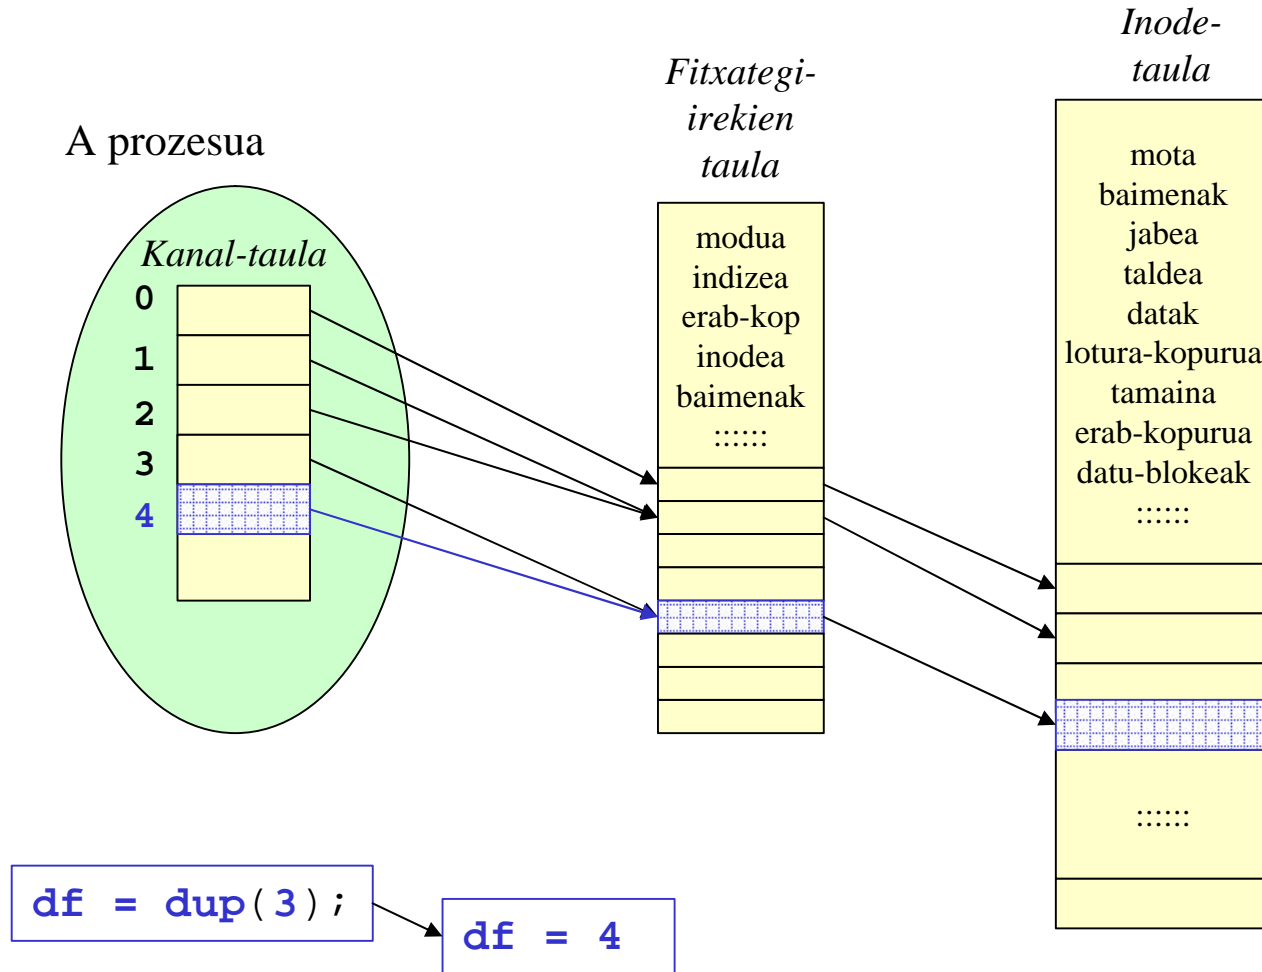 A prozesua
Kanal-taula
0
1
2
3
4
Fitxategi-
irekien
taula
modua
indizea
erab-kop
inodea
baimenak
::::::
Inode-
taula
mota
baimenak
jabea
taldea
datak
lotura-kopurua
tamaina
erab-kopurua
datu-blokeak
::::::
::::::
df = dup(3);
df = 4